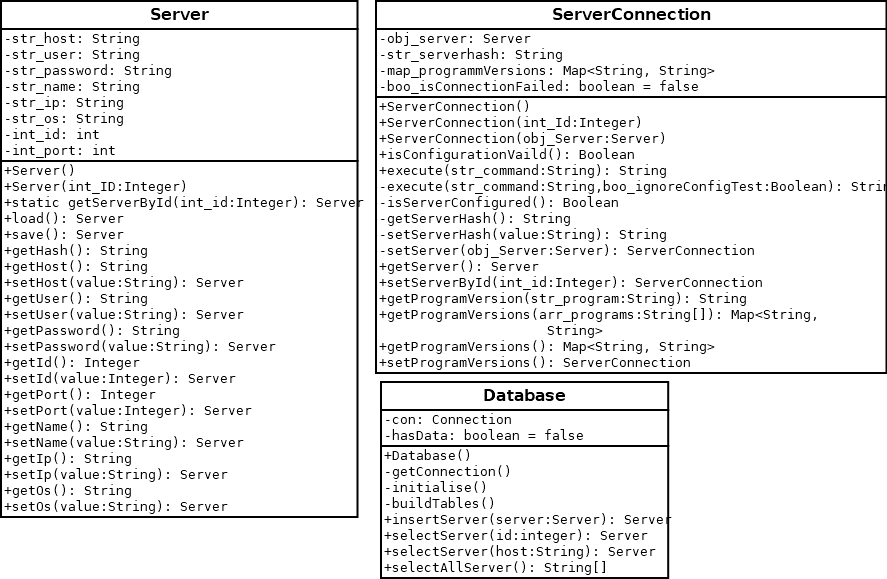 Server
-str_host: String
-str_user: String
-str_password: String
-str_name: String
-str_ip: String
-str_os: String
-int_id: int
-int_port: int
+Server()
+Server(int_ID:Integer)
+static getServerById(int_id:Integer): Server
+load(): Server
+save(): Server
+getHash(): String
+getHost(): String
+setHost(value:String): Server
+getUser(): String
+setUser(value:String): Server
+getPassword(): String
+setPassword(value:String): Server
+getId(): Integer
+setId(value:Integer): Server
+getPort(): Integer
+setPort(value:Integer): Server
+getName(): String
+setName(value:String): Server
+getIp(): String
+setIp(value:String): Server
+getOs(): String
+setOs(value:String): Server
ServerConnection
-obj_server: Server
-str_serverhash: String
-map_programmVersions: Map<String, String>
-boo_isConnectionFailed: boolean = false
+ServerConnection()
+ServerConnection(int_Id:Integer)
+ServerConnection(obj_Server:Server)
+isConfigurationVaild(): Boolean
+execute(str_command:String): String
-execute(str_command:String,boo_ignoreConfigTest:Boolean): Strin
-isServerConfigured(): Boolean
-getServerHash(): String
-setServerHash(value:String): String
-setServer(obj_Server:Server): ServerConnection
+getServer(): Server
+setServerById(int_id:Integer): ServerConnection
+getProgramVersion(str_program:String): String
+getProgramVersions(arr_programs:String[]): Map<String,
String>
+getProgramVersions(): Map<String, String>
+setProgramVersions(): ServerConnection
Database
-con: Connection
-hasData: boolean = false
+Database()
-getConnection()
-initialise()
-buildTables()
+insertServer(server:Server): Server
+selectServer(id:integer): Server
+selectServer(host:String): Server
+selectAllServer(): String[]